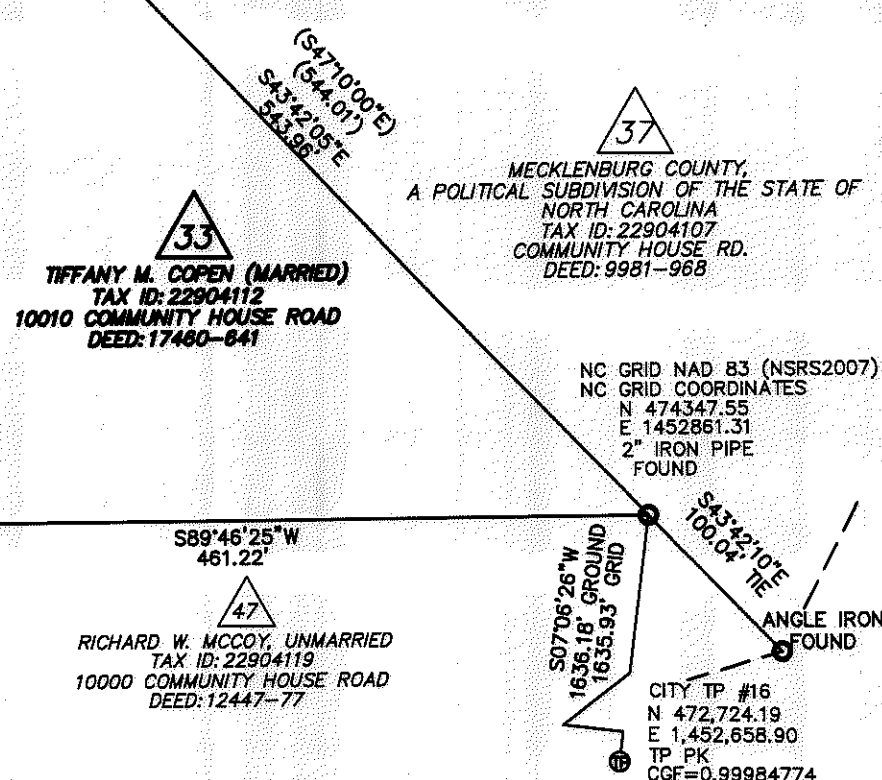 (S47°10'00"E)
(544.01')
S43°42'05"E
543.96'
37
MECKLENBURG COUNTY,
A POLITICAL SUBDIVISION OF THE STATE OF
NORTH CAROLINA
TAX ID: 22904107
COMMUNITY HOUSE RD.
DEED: 9981-968
33
TIFFANY M. COPEN (MARRIED)
TAX ID: 22904112
10010 COMMUNITY HOUSE ROAD
DEED: 17460-641
NC GRID NAD 83 (NSRS2007)
NC GRID COORDINATES
N 474347.55
E 1452861.31
2" IRON PIPE
FOUND
S89°46'25"W
461.22'
47
RICHARD W. MCCOY, UNMARRIED
TAX ID: 22904119
10000 COMMUNITY HOUSE ROAD
DEED: 12447-77
S07°06'26"W
1636.18' GROUND
1635.93' GRID
S43°42'10"E
100.04' TIE
ANGLE IRON
FOUND
CITY TP #16
N 472,724.19
E 1,452,658.90
TP PK
CGF=0.99984774
TP